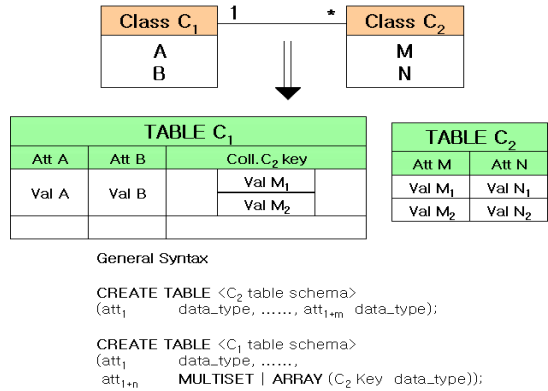 Class C₁ 1 * Class C₂
A M
B N
TABLE C₁
Att A Att B Coll.C₂ key
Val A Val B Val M₁
Val M₂
TABLE C₂
Att M Att N
Val M₁ Val N₁
Val M₂ Val N₂
General Syntax
CREATE TABLE <C₂ table schema>
(att₁ data_type, ……, att₁₊ₘ data_type);
CREATE TABLE <C₁ table schema>
(att₁ data_type, ……,
att₁₊ₙ MULTISET | ARRAY (C₂ Key data_type));